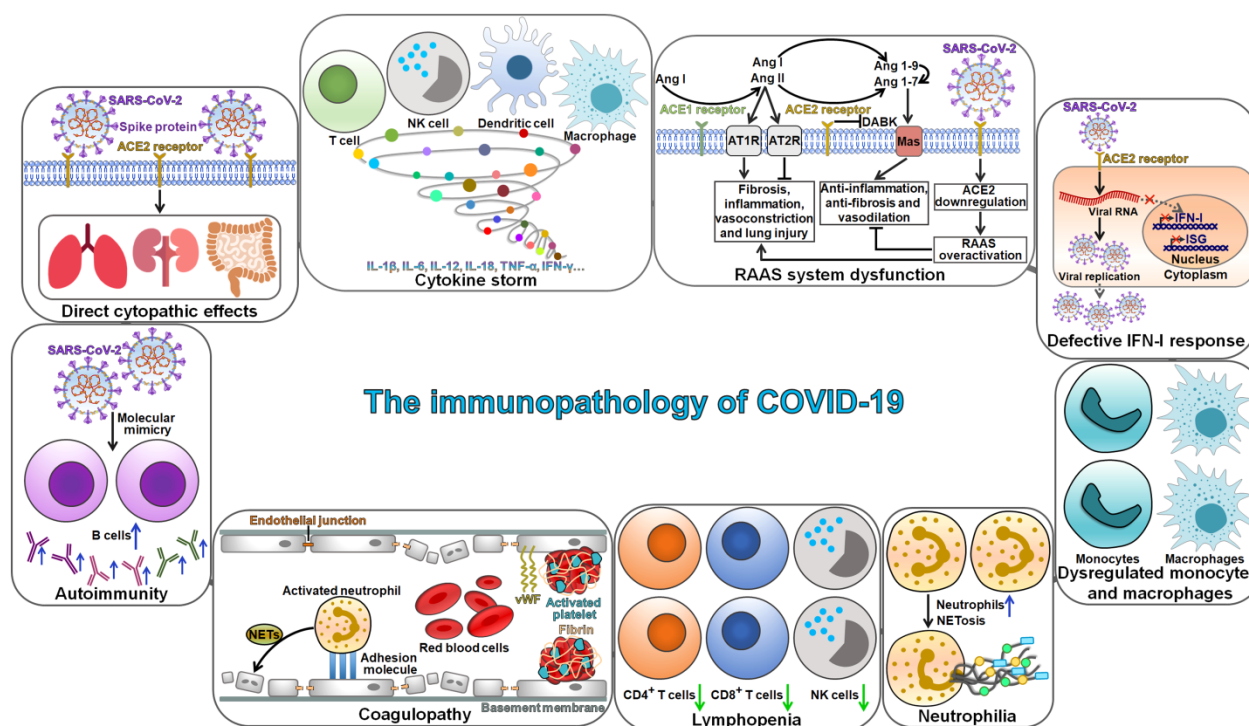 SARS-CoV-2
Spike protein
ACE2 receptor
Direct cytopathic effects
T cell
NK cell
Dendritic cell
Macrophage
IL-1β, IL-6, IL-12, IL-18, TNF-α, IFN-γ...
Cytokine storm
Ang I
Ang I
Ang II
Ang 1-9
Ang 1-7
SARS-CoV-2
ACE1 receptor
ACE2 receptor
DABK
AT1R
AT2R
Mas
Fibrosis,
inflammation,
vasoconstriction
and lung injury
Anti-inflammation,
anti-fibrosis and
vasodilation
ACE2
downregulation
RAAS
overactivation
RAAS system dysfunction
SARS-CoV-2
ACE2 receptor
Viral RNA
IFN-I
ISG
Nucleus
Viral replication
Cytoplasm
Defective IFN-I response
The immunopathology of COVID-19
SARS-CoV-2
Molecular
mimicry
B cells
Autoimmunity
Endothelial junction
Activated neutrophil
NETs
Adhesion
molecule
Red blood cells
vWF
Activated
platelet
Fibrin
Basement membrane
Coagulopathy
CD4+ T cells
CD8+ T cells
NK cells
Lymphopenia
Neutrophils
NETosis
Neutrophilia
Monocytes
Macrophages
Dysregulated monocyte
and macrophages